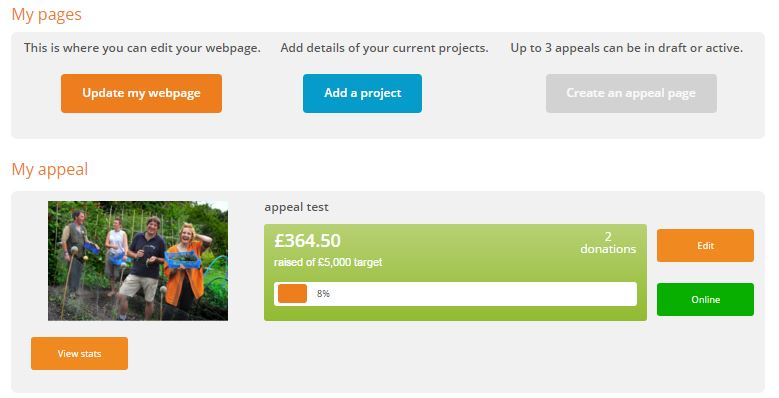 My pages
This is where you can edit your webpage.
Add details of your current projects.
Up to 3 appeals can be in draft or active.
Update my webpage
Add a project
Create an appeal page
My appeal
appeal test
£364.50
raised of £5,000 target
2
donations
8%
Edit
Online
View stats